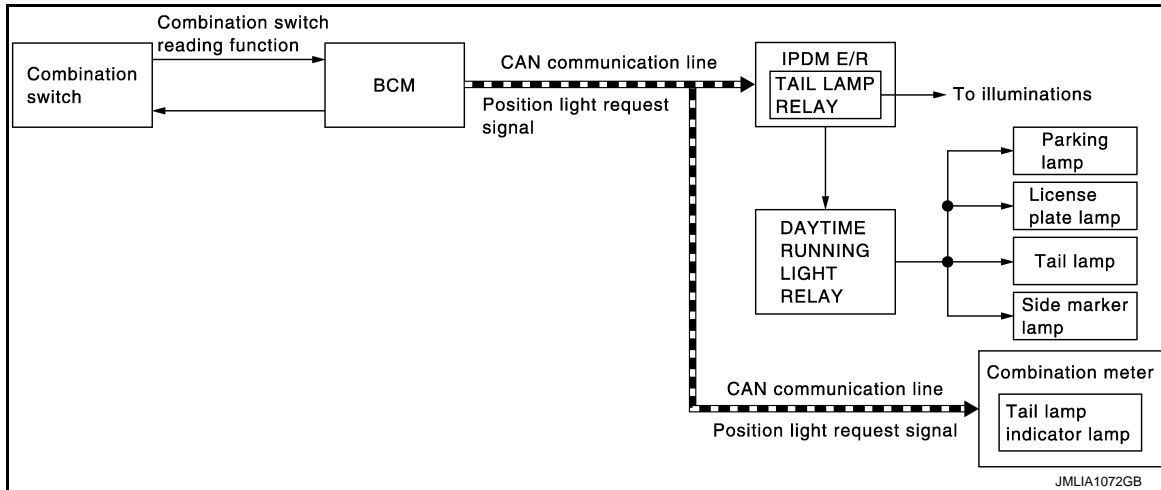 Combination switch
reading function
Combination
switch
BCM
CAN communication line
Position light request
signal
IPDM E/R
TAIL LAMP
RELAY
To illuminations
Parking
lamp
License
plate lamp
Tail lamp
Side marker
lamp
DAYTIME
RUNNING
LIGHT
RELAY
CAN communication line
Position light request signal
Combination meter
Tail lamp
indicator lamp
JMLIA1072GB